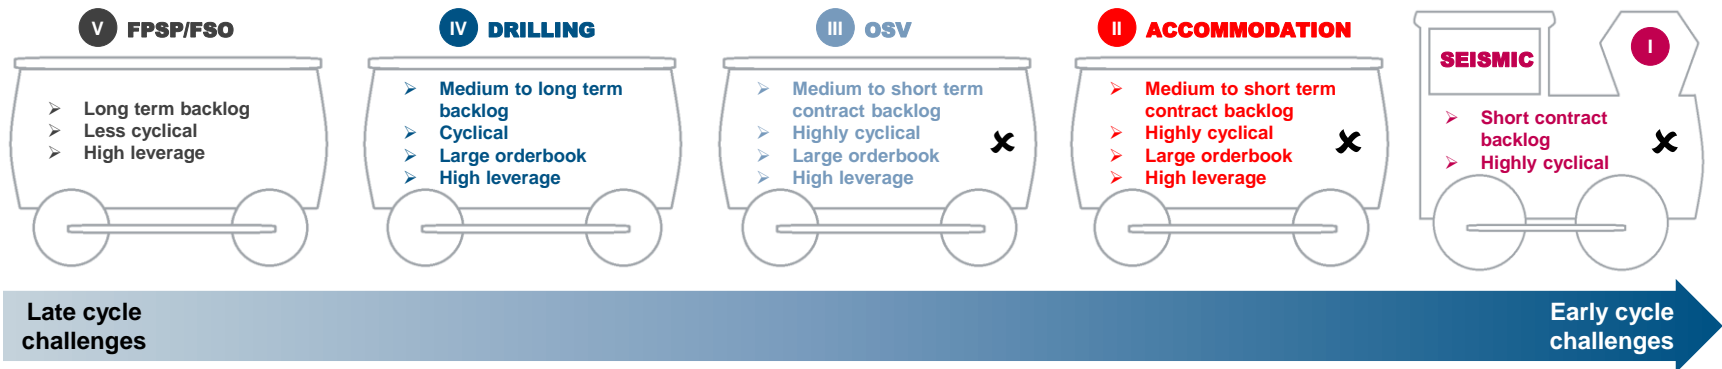 V FPSP/FSO
➢ Long term backlog
➢ Less cyclical
➢ High leverage
IV DRILLING
➢ Medium to long term
backlog
➢ Cyclical
➢ Large orderbook
➢ High leverage
III OSV
➢ Medium to short term
contract backlog
➢ Highly cyclical
➢ Large orderbook
➢ High leverage
II ACCOMMODATION
➢ Medium to short term
contract backlog
➢ Highly cyclical
➢ Large orderbook
➢ High leverage
I
SEISMIC
➢ Short contract
backlog
➢ Highly cyclical
Late cycle
challenges
Early cycle
challenges